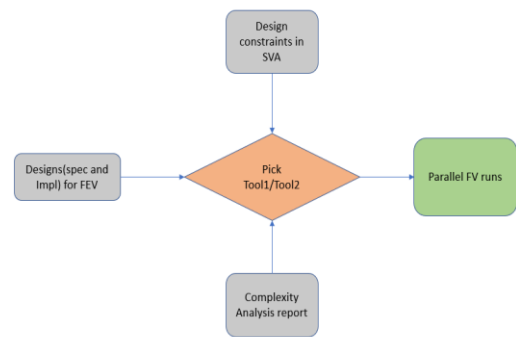 Design
constraints in
SVA
Designs(spec and
Impl) for FEV
Pick
Tool1/Tool2
Parallel FV runs
Complexity
Analysis report